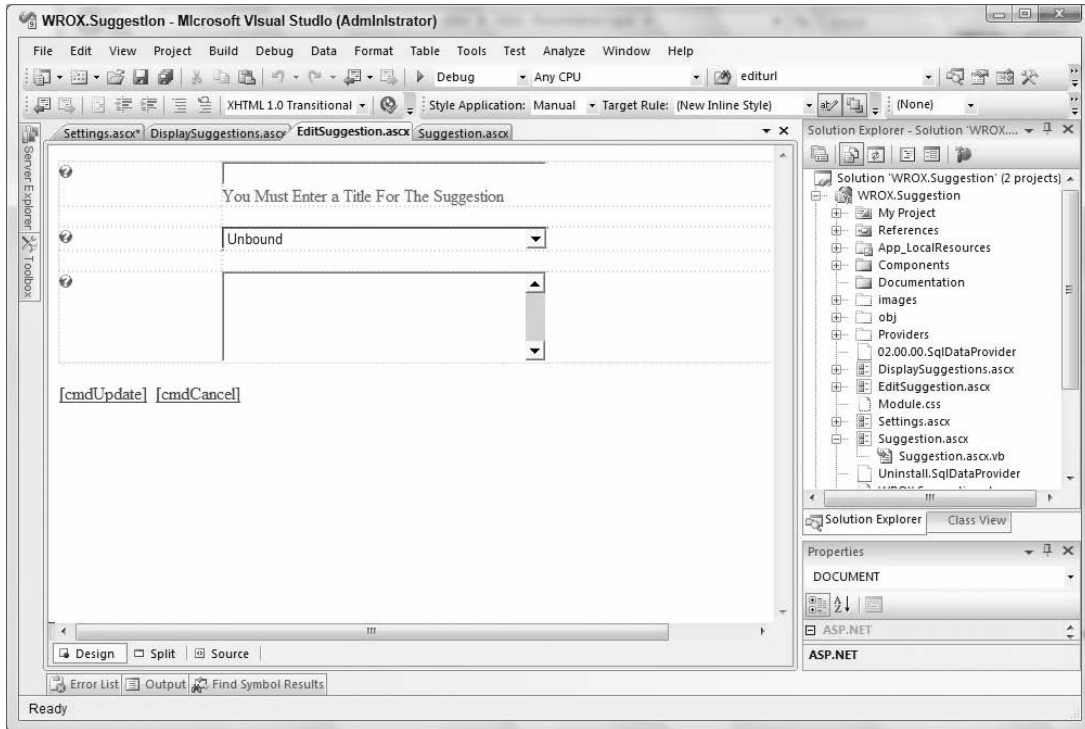 WROX.Suggestion - Microsoft Visual Studio (Administrator)
File Edit View Project Build Debug Data Format Table Tools Test Analyze Window Help
Debug Any CPU editurl
XHTML 1.0 Transitional Style Application: Manual Target Rule: (New Inline Style) (None)
Server Explorer
Toolbox
Settings.ascx* DisplaySuggestions.ascx EditSuggestion.ascx Suggestion.ascx
You Must Enter a Title For The Suggestion
Unbound
[cmdUpdate] [cmdCancel]
Design Split Source
Solution Explorer - Solution 'WROX....
Solution 'WROX.Suggestion' (2 projects)
WROX.Suggestion
My Project
References
App_LocalResources
Components
Documentation
images
obj
Providers
02.00.00.SqlDataProvider
DisplaySuggestions.ascx
EditSuggestion.ascx
Module.css
Settings.ascx
Suggestion.ascx
Suggestion.ascx.vb
Uninstall.SqlDataProvider
Solution Explorer Class View
Properties
DOCUMENT
ASP.NET
ASP.NET
Error List Output Find Symbol Results
Ready